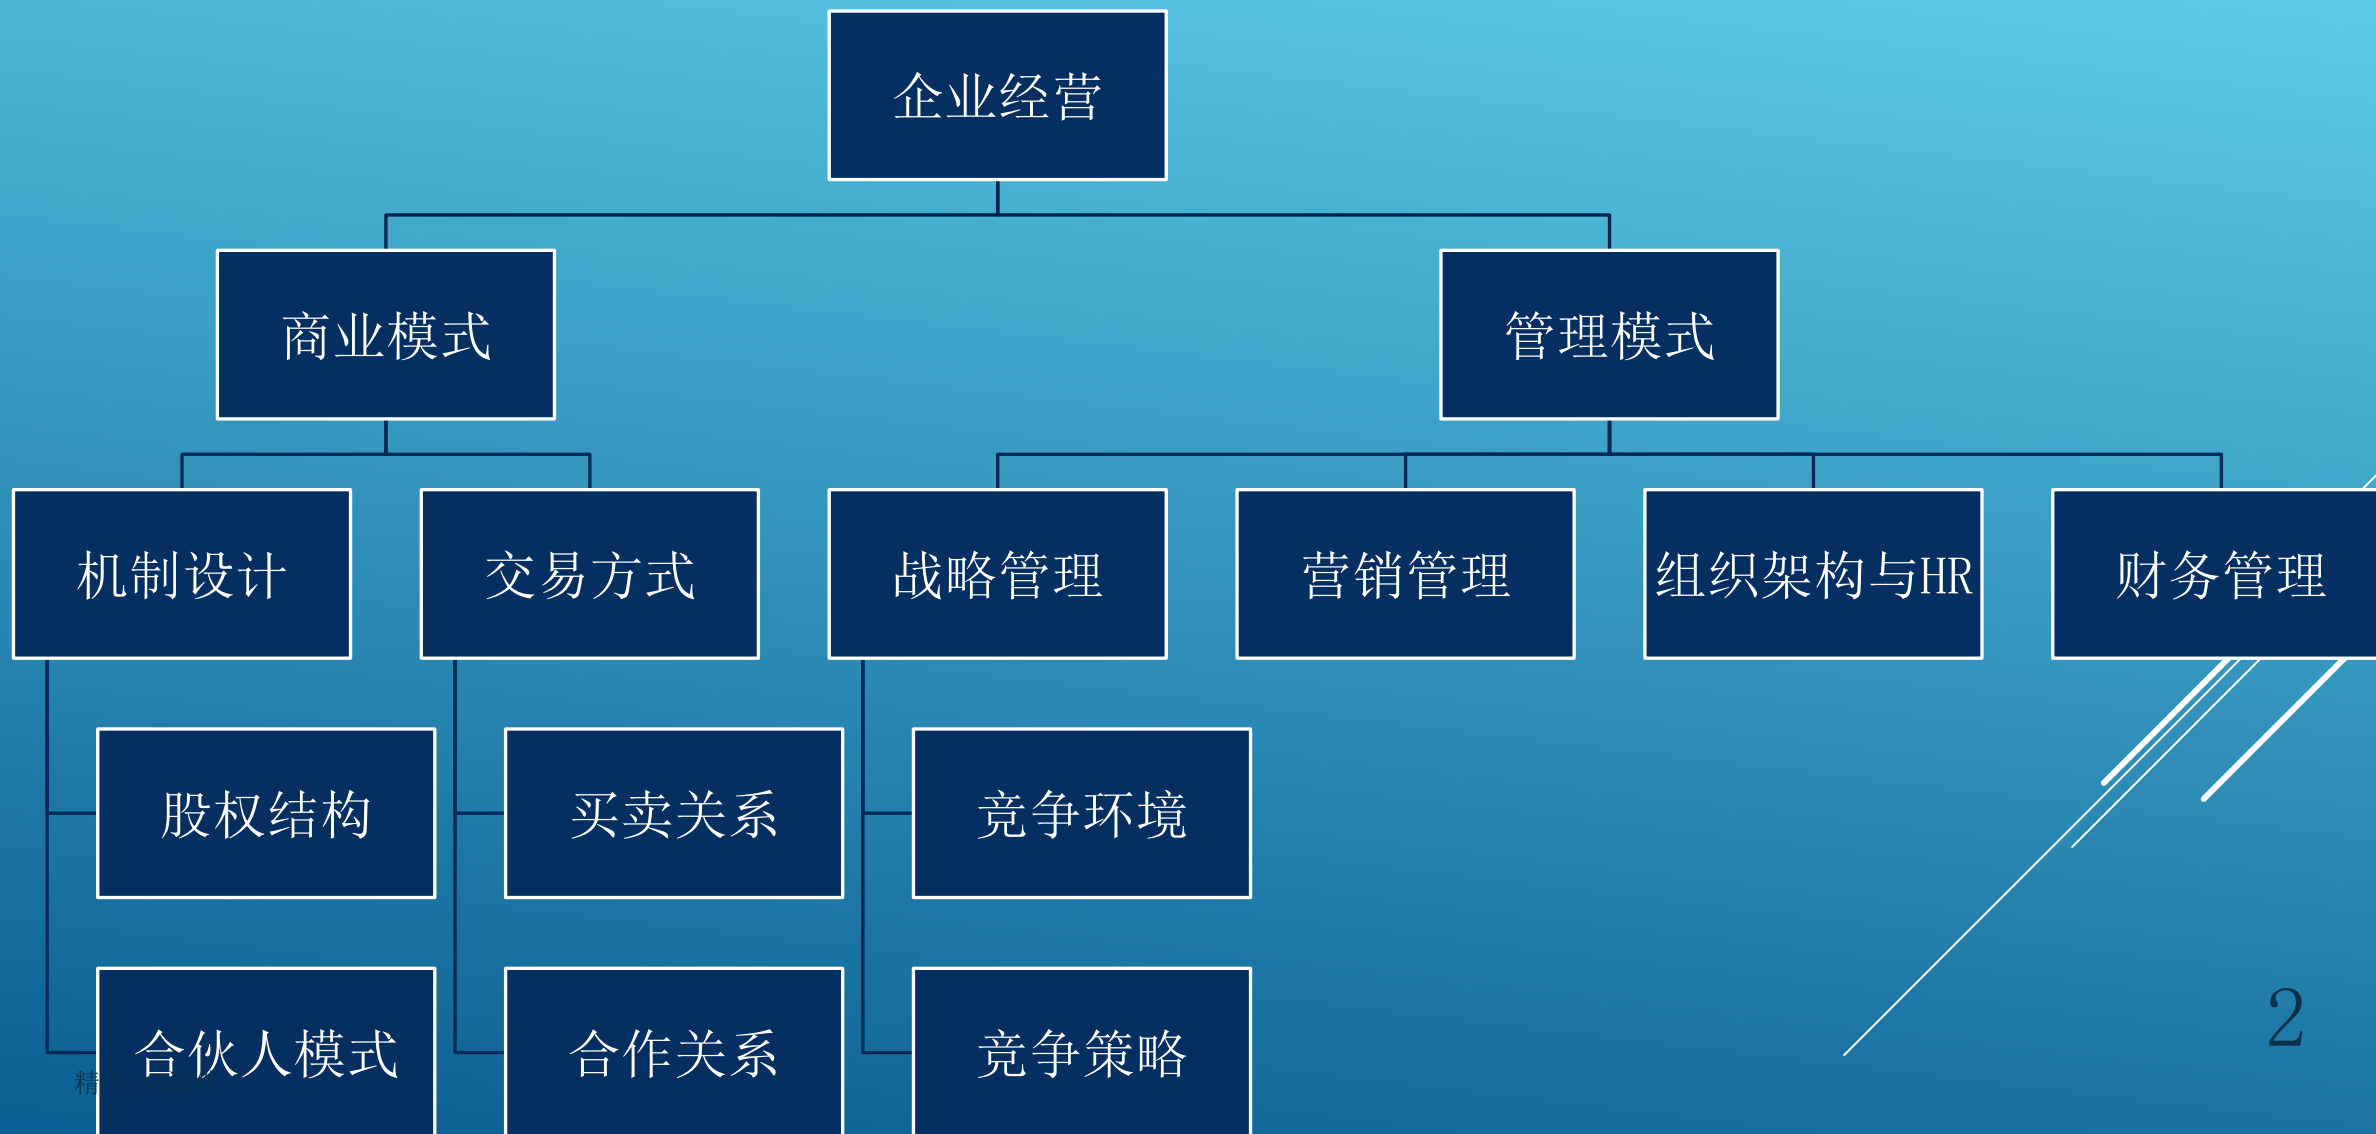 企业经营
商业模式
管理模式
机制设计
交易方式
战略管理
营销管理
组织架构与HR
财务管理
股权结构
买卖关系
竞争环境
合伙人模式
合作关系
竞争策略
精
2